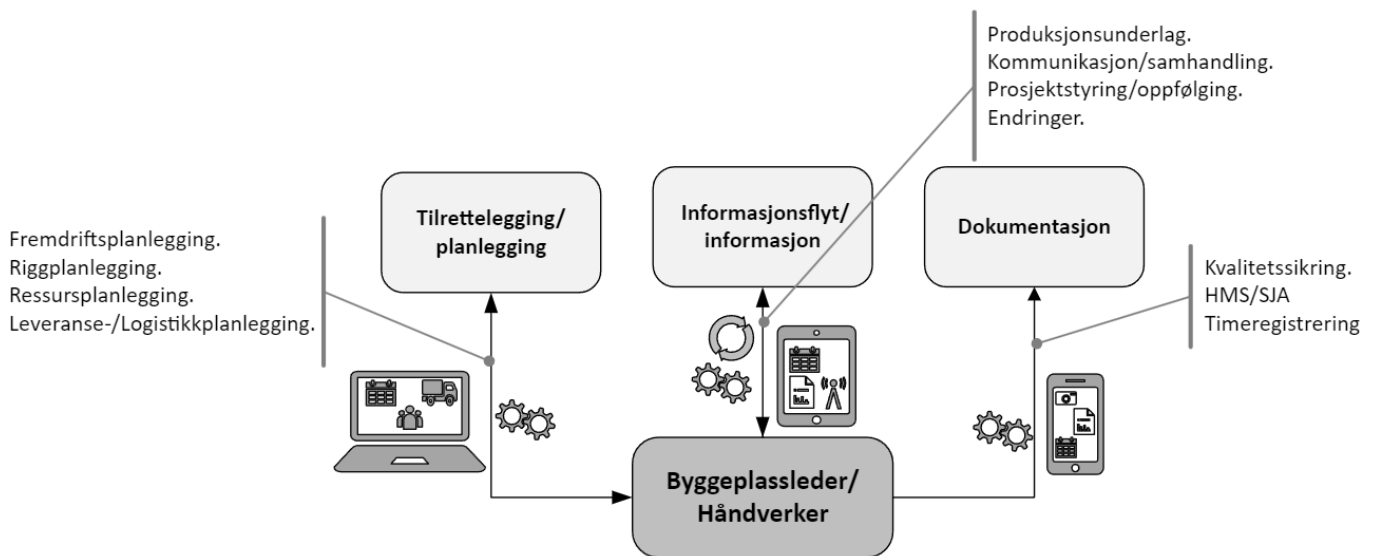 Produksjonsunderlag.
Kommunikasjon/samhandling.
Prosjektstyring/oppfølging.
Endringer.
Tilrettelegging/
planlegging
Informasjonsflyt/
informasjon
Dokumentasjon
Fremdriftsplanlegging.
Riggplanlegging.
Ressursplanlegging.
Leveranse-/Logistikkplanlegging.
Kvalitetssikring.
HMS/SJA
Timeregistrering
Byggeplassleder/
Håndverker